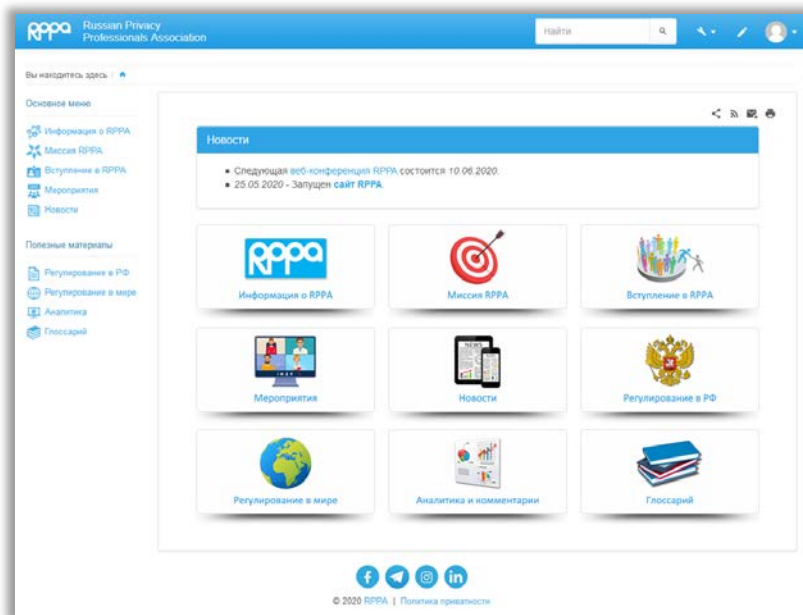 RPPA
Russian Privacy
Professionals Association
Найти
Вы находитесь здесь
Основное меню
Информация о RPPA
Миссия RPPA
Вступление в RPPA
Мероприятия
Новости
Полезные материалы
Регулирование в РФ
Регулирование в мире
Аналитика
Глоссарий
Новости
Следующая веб-конференция RPPA состоится 10.06.2020.
25.05.2020 - Запущен сайт RPPA
RPPA
Информация о RPPA
Миссия RPPA
Вступление в RPPA
NEWS
Мероприятия
Новости
Регулирование в РФ
Регулирование в мире
Аналитика и комментарии
Глоссарий
© 2020 RPPA | Политика приватности